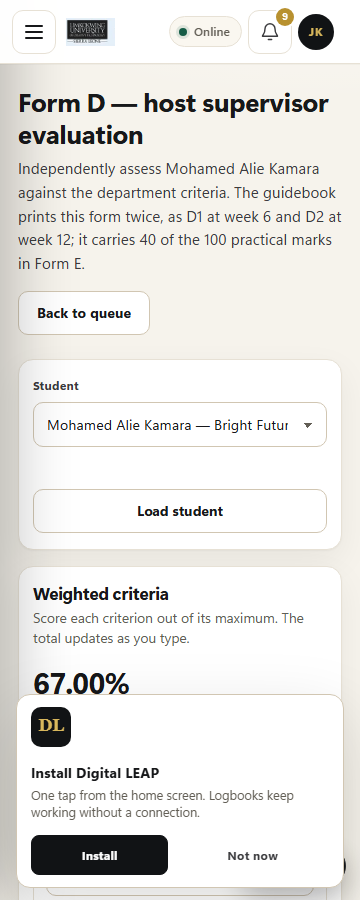 LIMKOKWING
UNIVERSITY
SIERRA LEONE
Online
9
JK
Form D — host supervisor
evaluation
Independently assess Mohamed Alie Kamara
against the department criteria. The guidebook
prints this form twice, as D1 at week 6 and D2 at
week 12; it carries 40 of the 100 practical marks
in Form E.
Back to queue
Student
Mohamed Alie Kamara — Bright Futur
Load student
Weighted criteria
Score each criterion out of its maximum. The
total updates as you type.
67.00%
DL
Install Digital LEAP
One tap from the home screen. Logbooks keep
working without a connection.
Install
Not now